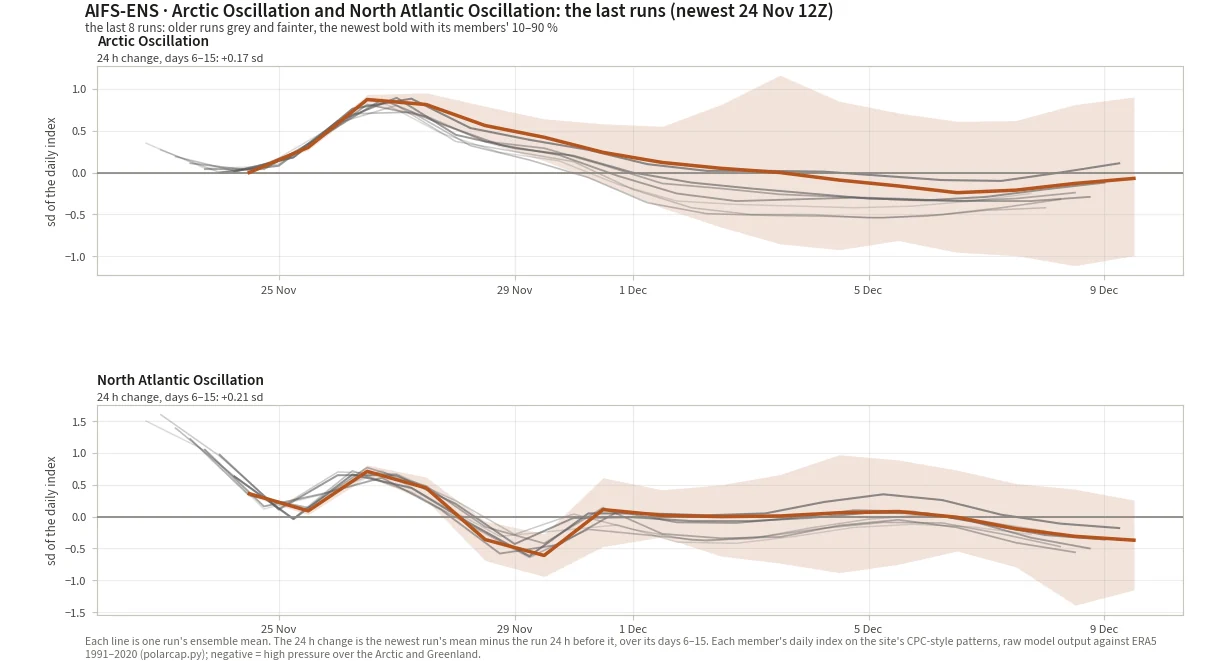 AIFS-ENS · Arctic Oscillation and North Atlantic Oscillation: the last runs (newest 24 Nov 12Z)
the last 8 runs: older runs grey and fainter, the newest bold with its members' 10–90 %
Arctic Oscillation
24 h change, days 6–15: +0.17 sd
sd of the daily index
1.0
0.5
0.0
−0.5
−1.0
25 Nov
29 Nov
1 Dec
5 Dec
9 Dec
North Atlantic Oscillation
24 h change, days 6–15: +0.21 sd
sd of the daily index
1.5
1.0
0.5
0.0
−0.5
−1.0
−1.5
25 Nov
29 Nov
1 Dec
5 Dec
9 Dec
Each line is one run's ensemble mean. The 24 h change is the newest run's mean minus the run 24 h before it, over its days 6–15. Each member's daily index on the site's CPC-style patterns, raw model output against ERA5
1991–2020 (polarcap.py); negative = high pressure over the Arctic and Greenland.